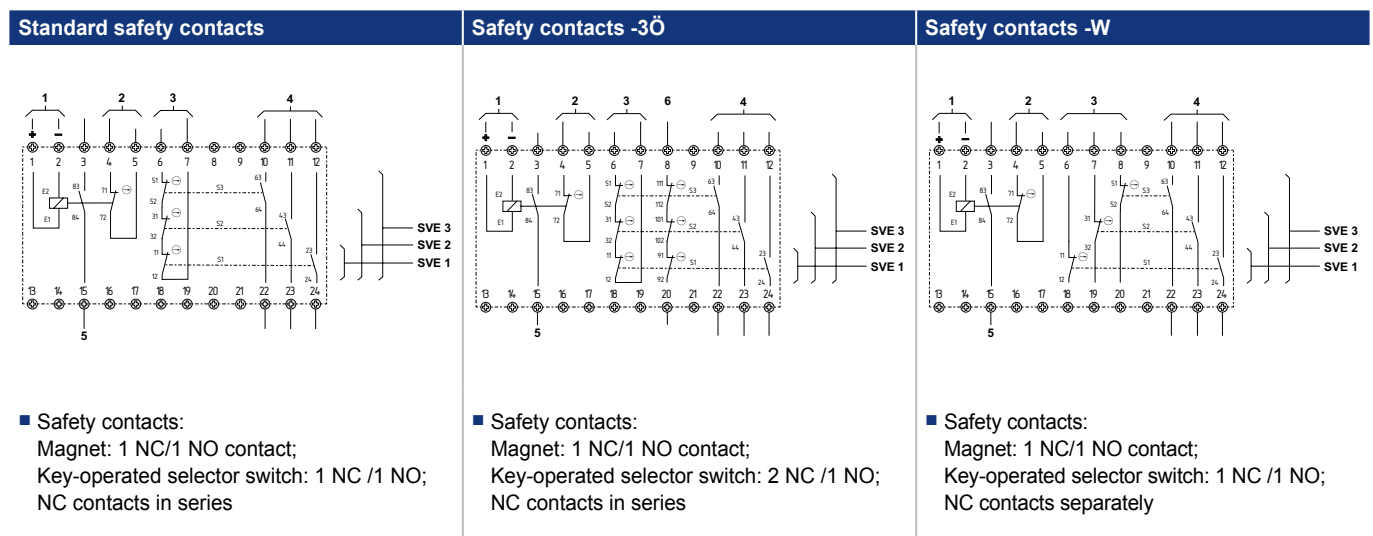 Standard safety contacts
1 2 3 4
+ −
1 2 3 4 5 6 7 8 9 10 11 12
E2 83 71 51 S3 63
E1 84 72 52 64
31 S2 43
32 44
11 S1 23
12 24
SVE 3
SVE 2
SVE 1
13 14 15 16 17 18 19 20 21 22 23 24
5
■ Safety contacts:
Magnet: 1 NC/1 NO contact;
Key-operated selector switch: 1 NC /1 NO;
NC contacts in series
Safety contacts -3Ö
1 2 3 6 4
+ −
1 2 3 4 5 6 7 8 9 10 11 12
E2 83 71 51 111 S3 63
E1 84 72 52 112 64
31 101 S2 43
32 102 44
11 91 S1 23
12 92 24
SVE 3
SVE 2
SVE 1
13 14 15 16 17 18 19 20 21 22 23 24
5
■ Safety contacts:
Magnet: 1 NC/1 NO contact;
Key-operated selector switch: 2 NC /1 NO;
NC contacts in series
Safety contacts -W
1 2 3 4
+ −
1 2 3 4 5 6 7 8 9 10 11 12
E2 83 71 51 S3 63
E1 84 72 52 64
31 S2 43
32 44
11 S1 23
12 24
SVE 3
SVE 2
SVE 1
13 14 15 16 17 18 19 20 21 22 23 24
5
■ Safety contacts:
Magnet: 1 NC/1 NO contact;
Key-operated selector switch: 1 NC /1 NO;
NC contacts separately